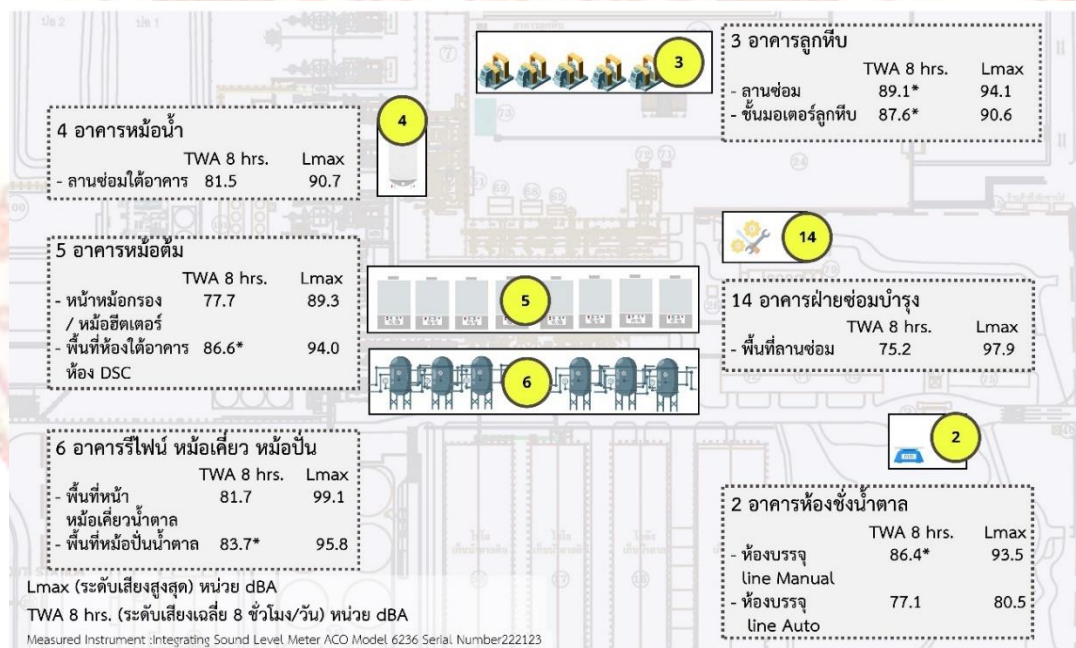 3 อาคารลูกหีบ
TWA 8 hrs. Lmax
- ลานซ่อม 89.1* 94.1
- ชั้นมอเตอร์ลูกหีบ 87.6* 90.6
3
4 อาคารหม้อน้ำ
TWA 8 hrs. Lmax
- ลานซ่อมใต้อาคาร 81.5 90.7
4
5 อาคารหม้อต้ม
TWA 8 hrs. Lmax
- หน้าหม้อกรอง 77.7 89.3
/ หม้อฮีตเตอร์
- พื้นที่ห้องใต้อาคาร 86.6* 94.0
ห้อง DSC
5
14
14 อาคารฝ่ายซ่อมบำรุง
TWA 8 hrs. Lmax
- พื้นที่ลานซ่อม 75.2 97.9
6
6 อาคารรีไฟน์ หม้อเคี่ยว หม้อปั่น
TWA 8 hrs. Lmax
- พื้นที่หน้า 81.7 99.1
หม้อเคี่ยวน้ำตาล
- พื้นที่หม้อปั่นน้ำตาล 83.7* 95.8
2
2 อาคารห้องชั่งน้ำตาล
TWA 8 hrs. Lmax
- ห้องบรรจุ 86.4* 93.5
line Manual
- ห้องบรรจุ 77.1 80.5
line Auto
Lmax (ระดับเสียงสูงสุด) หน่วย dBA
TWA 8 hrs. (ระดับเสียงเฉลี่ย 8 ชั่วโมง/วัน) หน่วย dBA
Measured Instrument :Integrating Sound Level Meter ACO Model 6236 Serial Number222123